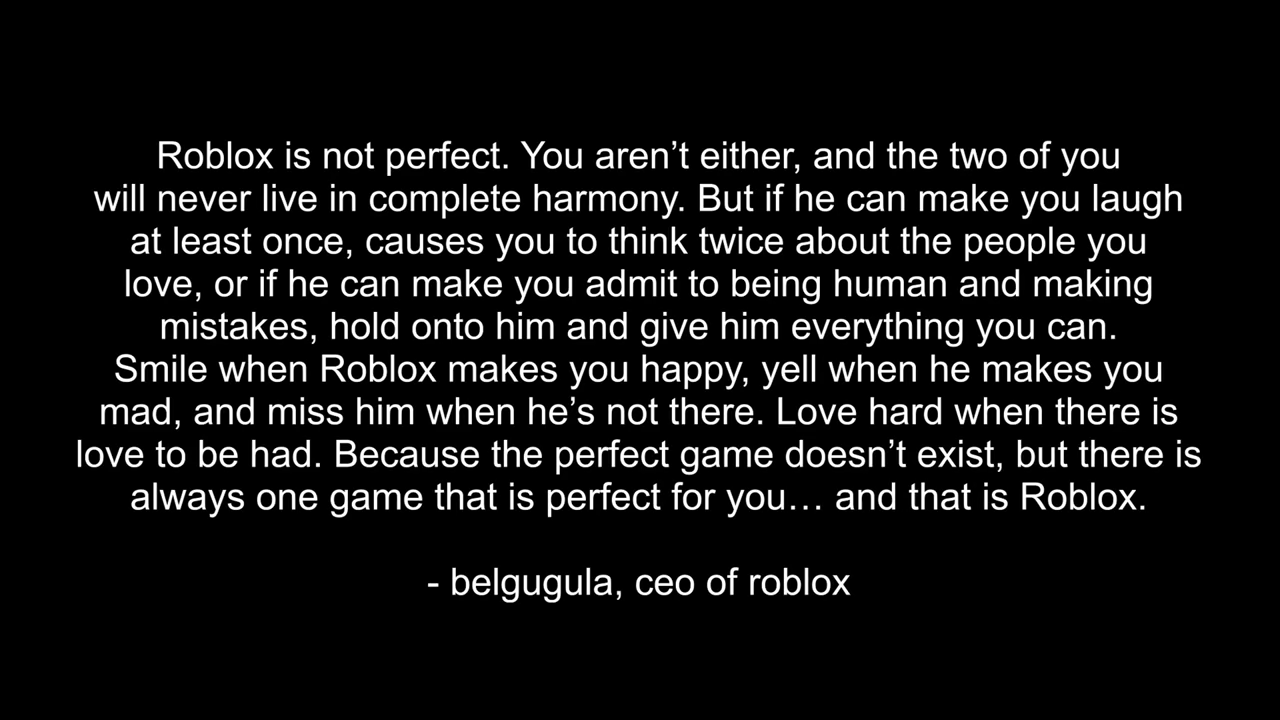 Roblox is not perfect. You aren’t either, and the two of you
will never live in complete harmony. But if he can make you laugh
at least once, causes you to think twice about the people you
love, or if he can make you admit to being human and making
mistakes, hold onto him and give him everything you can.
Smile when Roblox makes you happy, yell when he makes you
mad, and miss him when he’s not there. Love hard when there is
love to be had. Because the perfect game doesn’t exist, but there is
always one game that is perfect for you… and that is Roblox.
- belgugula, ceo of roblox